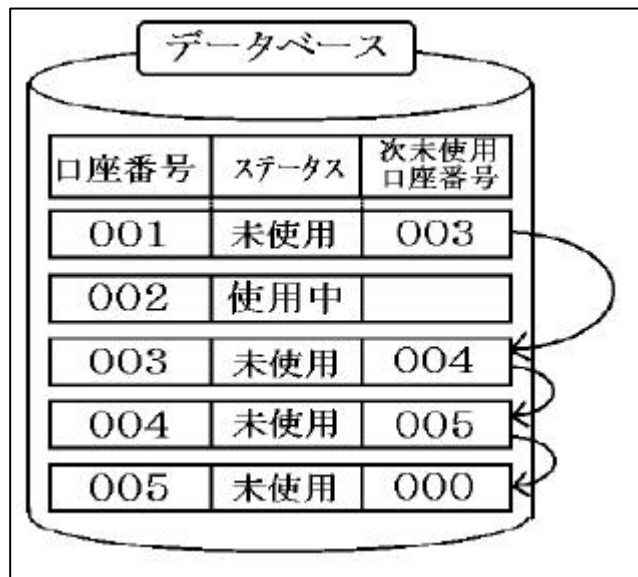 データベース
口座番号 ステータス 次未使用口座番号
001 未使用 003
002 使用中
003 未使用 004
004 未使用 005
005 未使用 000